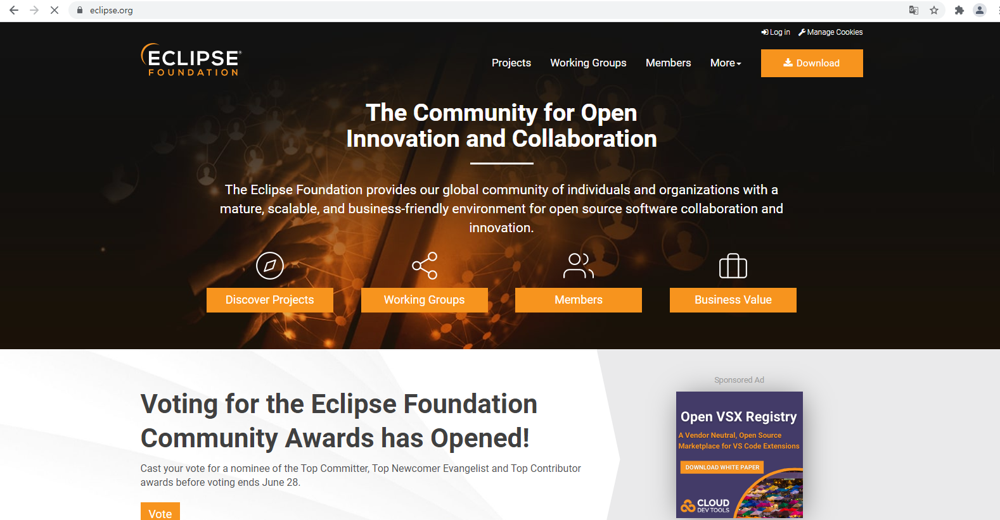 eclipse.org
Log in
Manage Cookies
ECLIPSE®
FOUNDATION
Projects
Working Groups
Members
More
Download
The Community for Open
Innovation and Collaboration
The Eclipse Foundation provides our global community of individuals and organizations with a
mature, scalable, and business-friendly environment for open source software collaboration and
innovation.
Discover Projects
Working Groups
Members
Business Value
Voting for the Eclipse Foundation
Community Awards has Opened!
Cast your vote for a nominee of the Top Committer, Top Newcomer Evangelist and Top Contributor
awards before voting ends June 28.
Vote
Sponsored Ad
Open VSX Registry
A Vendor Neutral, Open Source
Marketplace for VS Code Extensions
DOWNLOAD WHITE PAPER
CLOUD
DEV TOOLS